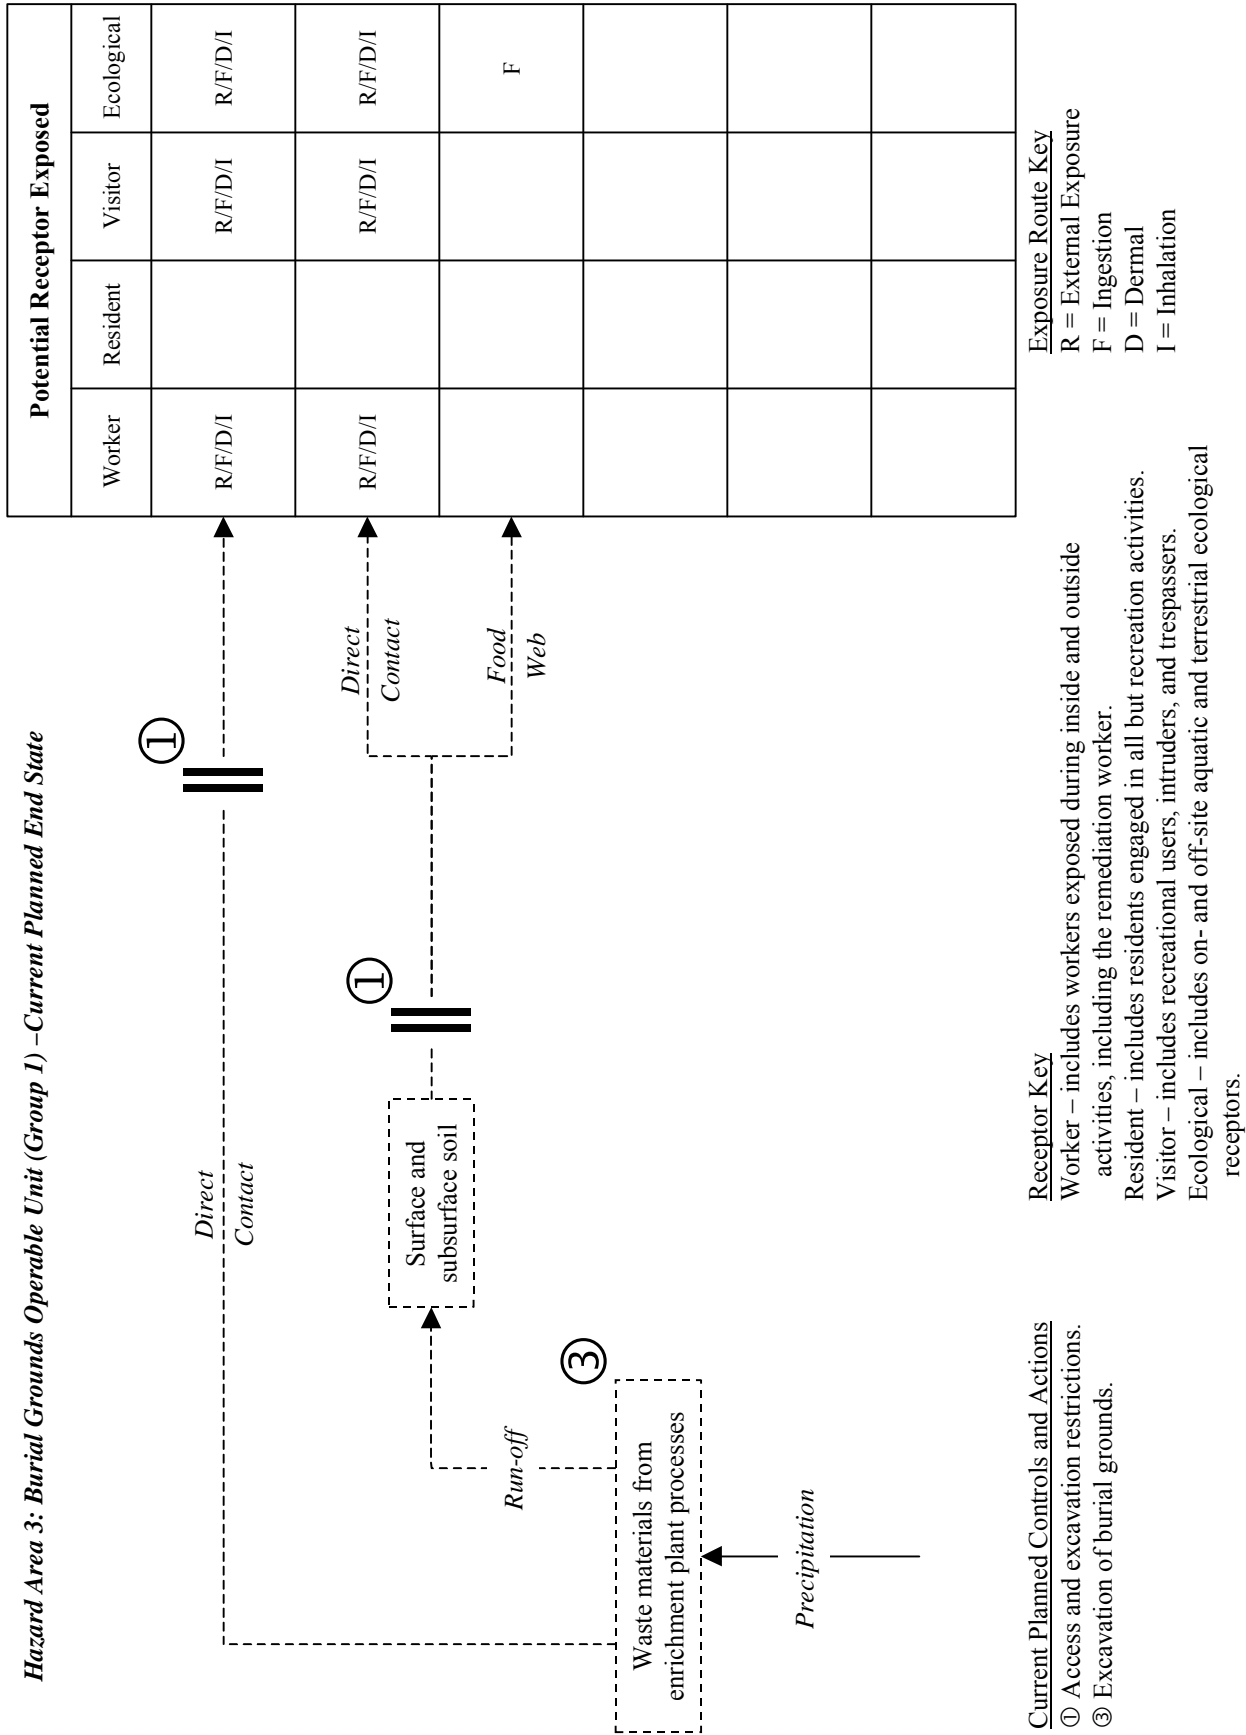 Hazard Area 3: Burial Grounds Operable Unit (Group 1) –Current Planned End State
Potential Receptor Exposed
Worker Resident Visitor Ecological
①
Direct
Contact
R/F/D/I R/F/D/I R/F/D/I
①
Direct
Contact
R/F/D/I R/F/D/I R/F/D/I
Surface and
subsurface soil
Food
Web
F
Run-off
③
Waste materials from
enrichment plant processes
Precipitation
Current Planned Controls and Actions
① Access and excavation restrictions.
③ Excavation of burial grounds.
Receptor Key
Worker – includes workers exposed during inside and outside
activities, including the remediation worker.
Resident – includes residents engaged in all but recreation activities.
Visitor – includes recreational users, intruders, and trespassers.
Ecological – includes on- and off-site aquatic and terrestrial ecological
receptors.
Exposure Route Key
R = External Exposure
F = Ingestion
D = Dermal
I = Inhalation